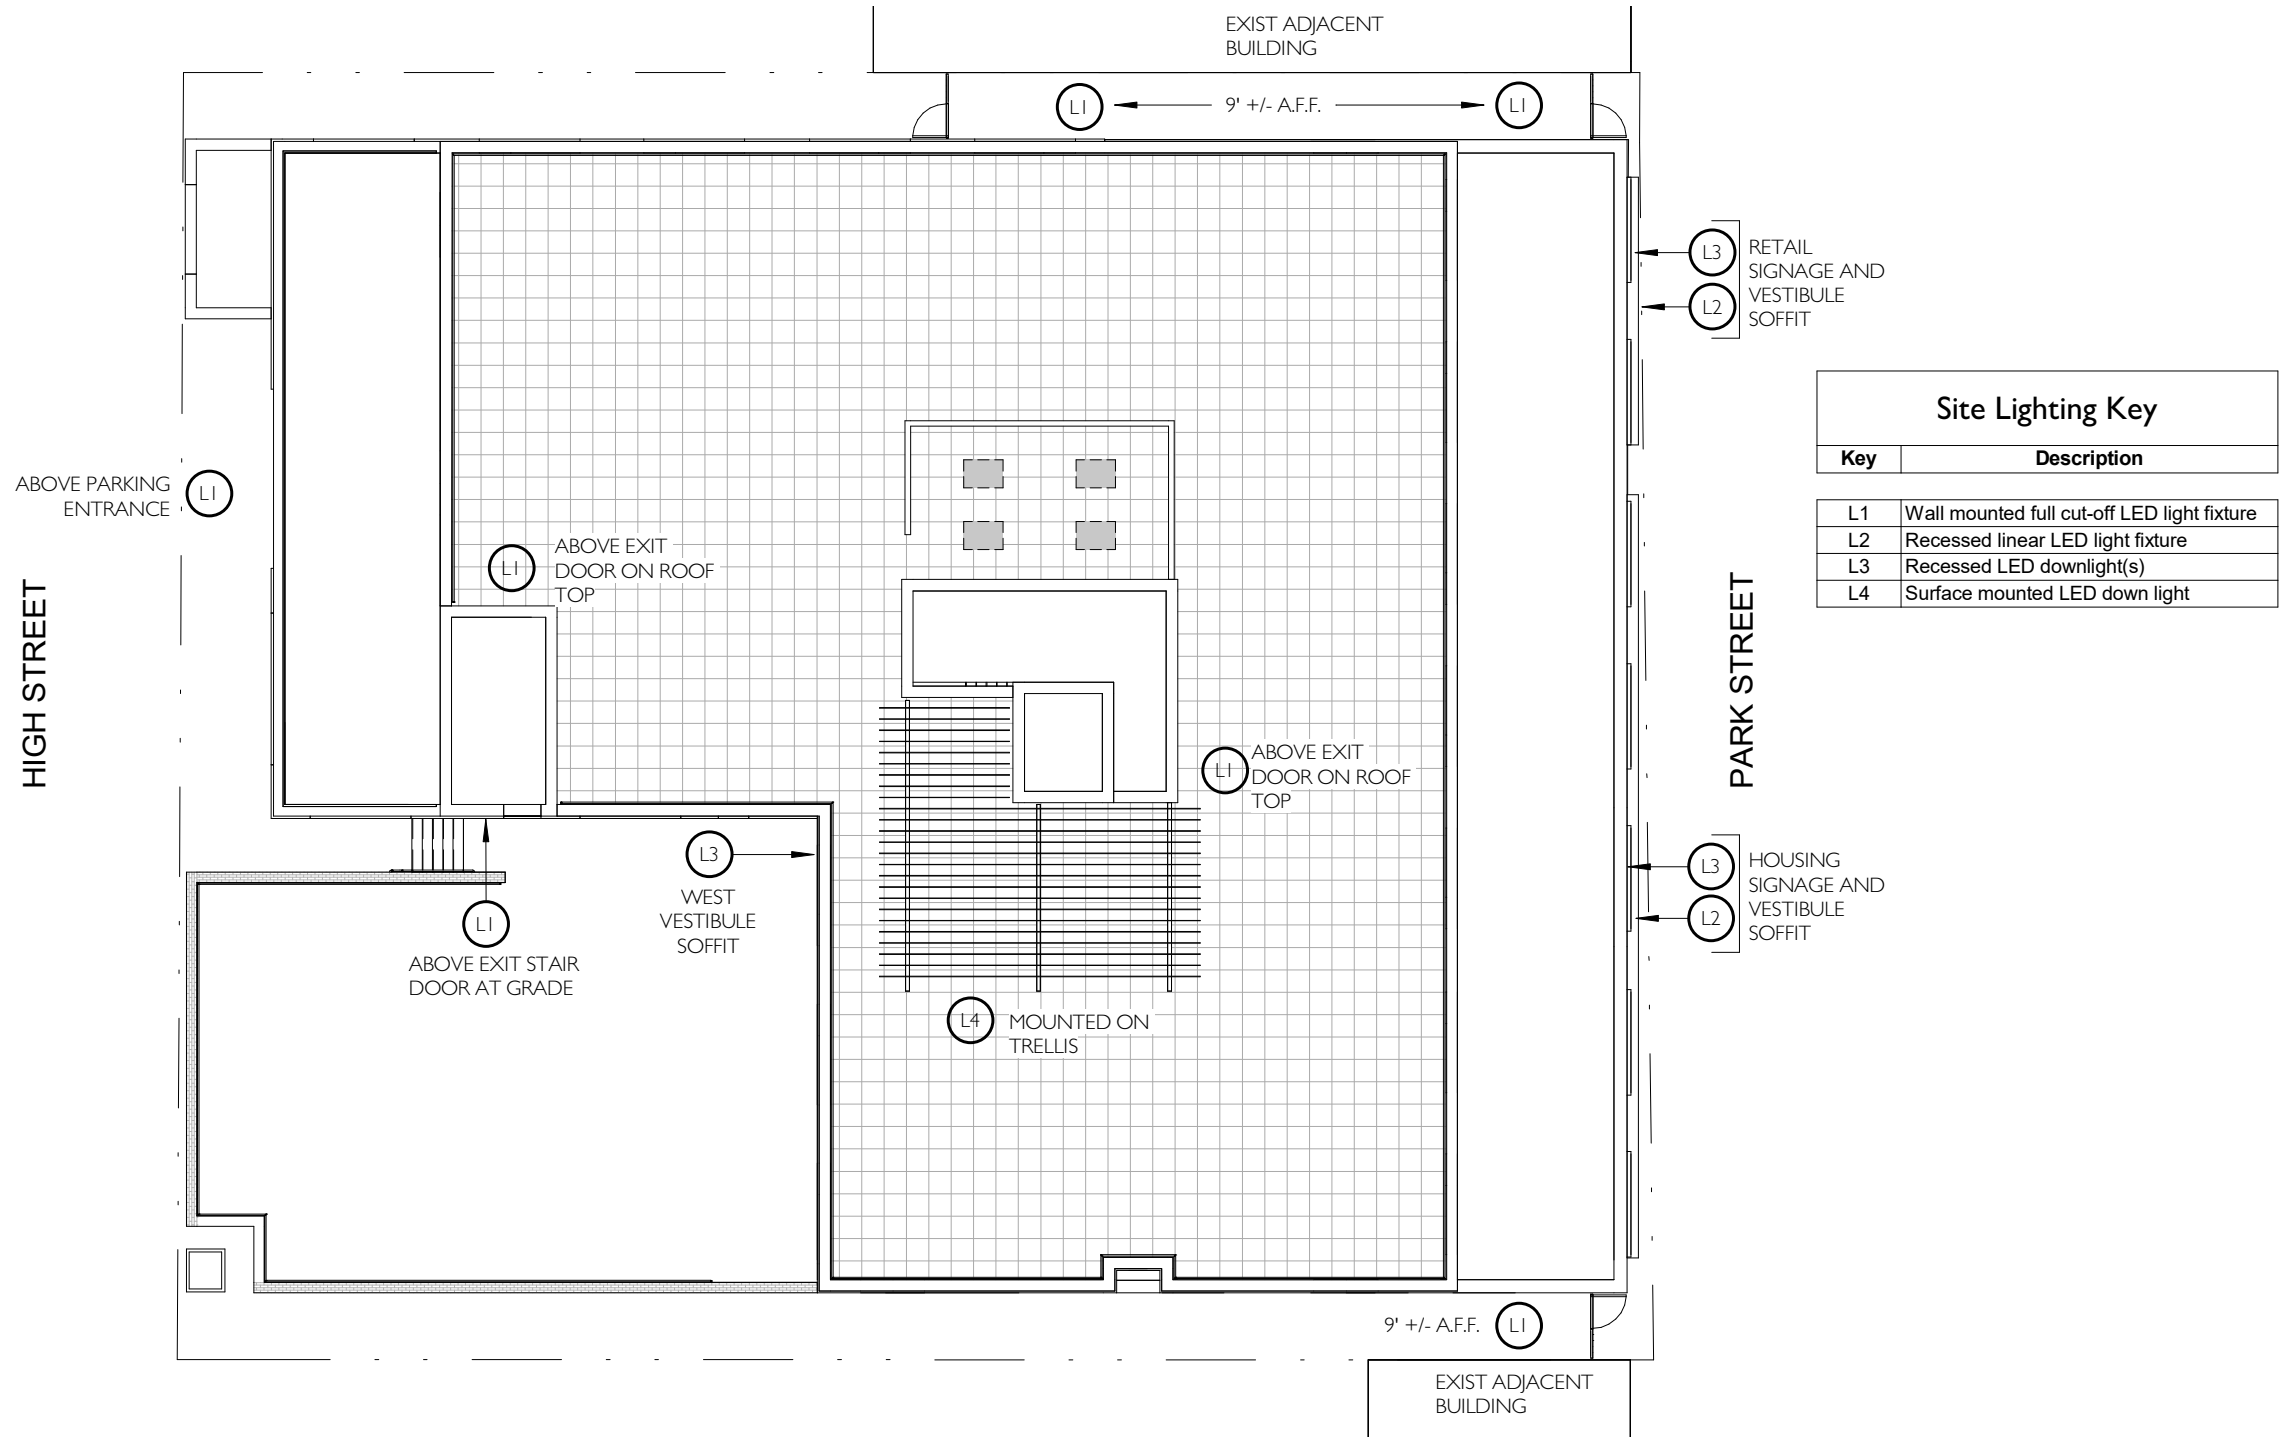 EXIST ADJACENT
BUILDING
L1
9' +/- A.F.F.
L1
L3
RETAIL
SIGNAGE AND
VESTIBULE
SOFFIT
L2
Site Lighting Key
Key Description
L1 Wall mounted full cut-off LED light fixture
L2 Recessed linear LED light fixture
L3 Recessed LED downlight(s)
L4 Surface mounted LED down light
ABOVE PARKING
ENTRANCE
L1
L1
ABOVE EXIT
DOOR ON ROOF
TOP
HIGH STREET
PARK STREET
L1
ABOVE EXIT
DOOR ON ROOF
TOP
L3
WEST
VESTIBULE
SOFFIT
L1
ABOVE EXIT STAIR
DOOR AT GRADE
L3
HOUSING
SIGNAGE AND
VESTIBULE
SOFFIT
L2
L4
MOUNTED ON
TRELLIS
9' +/- A.F.F.
L1
EXIST ADJACENT
BUILDING